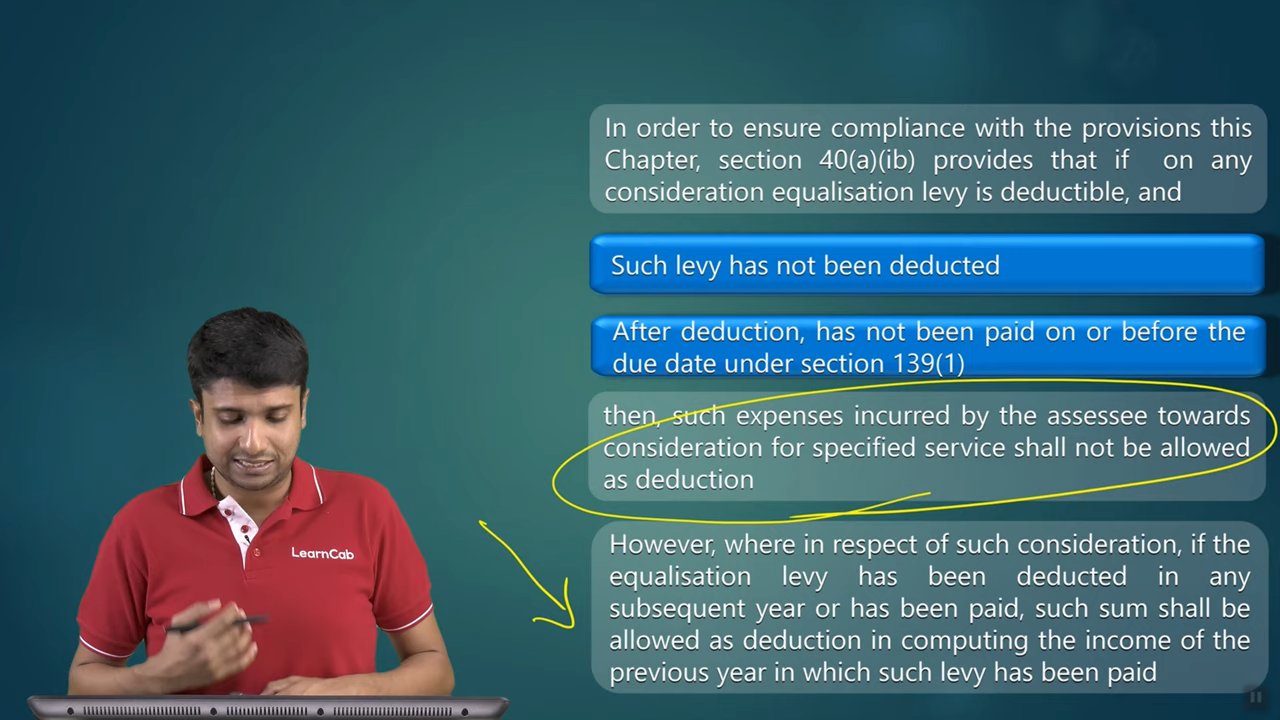 In order to ensure compliance with the provisions this
Chapter, section 40(a)(ib) provides that if on any
consideration equalisation levy is deductible, and
Such levy has not been deducted
After deduction, has not been paid on or before the
due date under section 139(1)
then, such expenses incurred by the assessee towards
consideration for specified service shall not be allowed
as deduction
However, where in respect of such consideration, if the
equalisation levy has been deducted in any
subsequent year or has been paid, such sum shall be
allowed as deduction in computing the income of the
previous year in which such levy has been paid
LearnCab